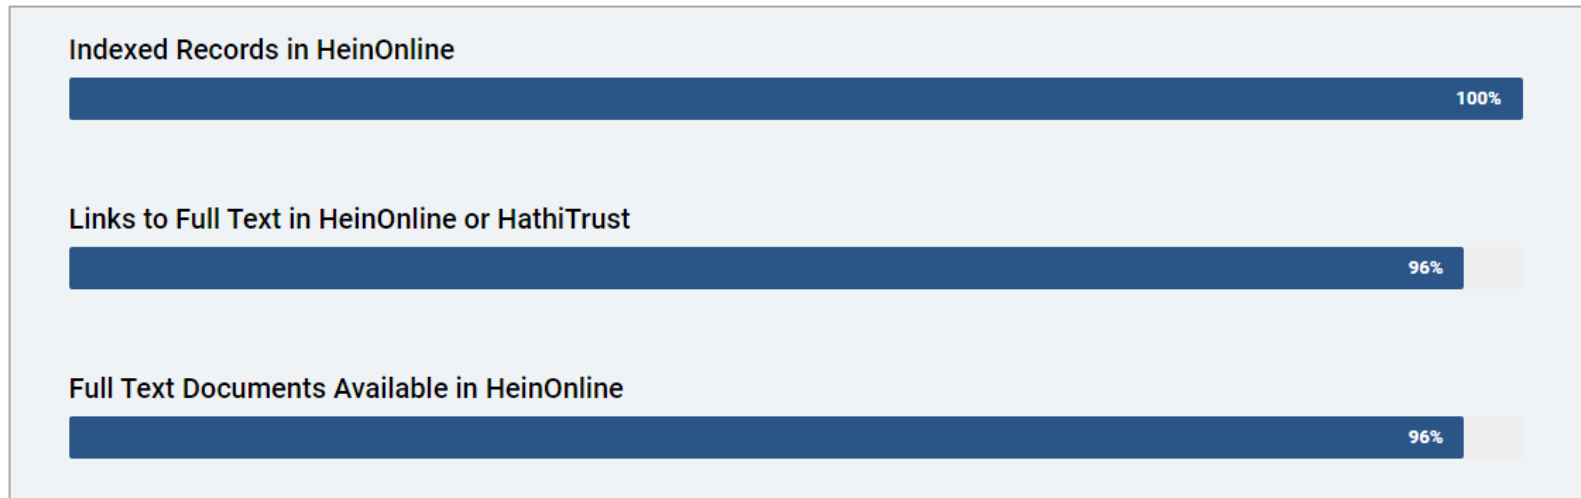 Indexed Records in HeinOnline
100%
Links to Full Text in HeinOnline or HathiTrust
96%
Full Text Documents Available in HeinOnline
96%